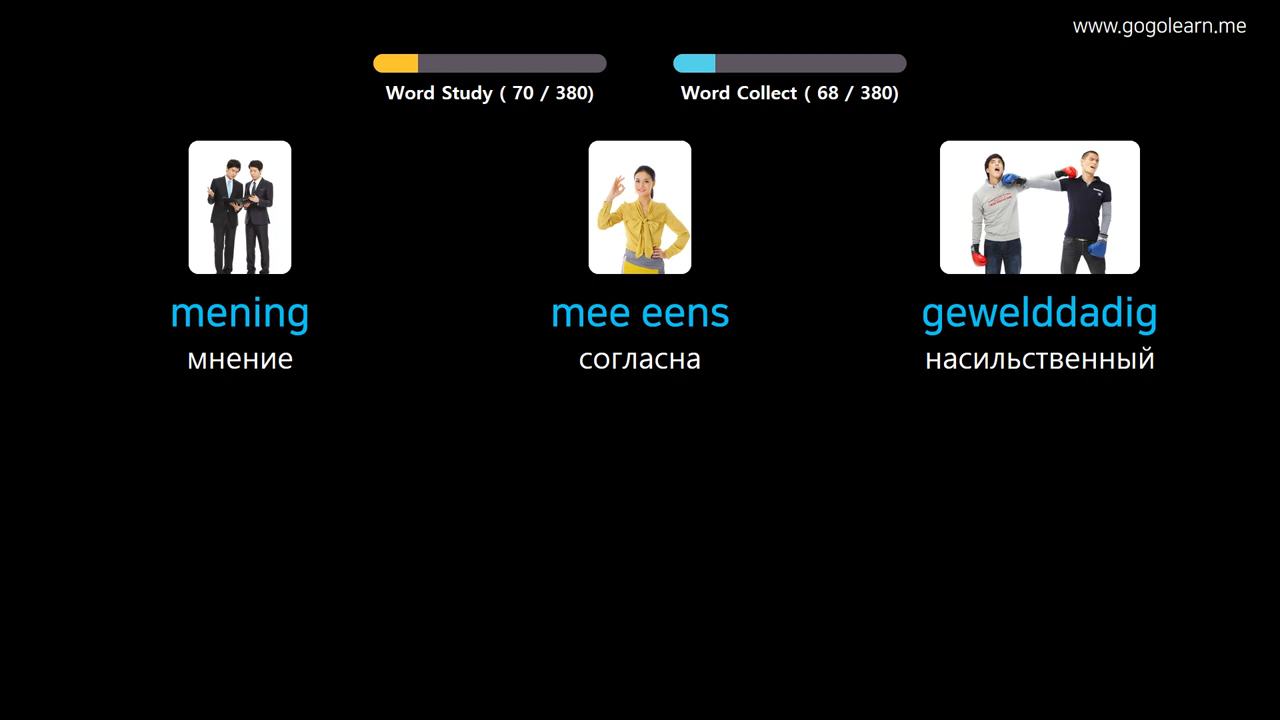 www.gogolearn.me
Word Study ( 70 / 380)
Word Collect ( 68 / 380)
mening
mee eens
gewelddadig
мнение
согласна
насильственный